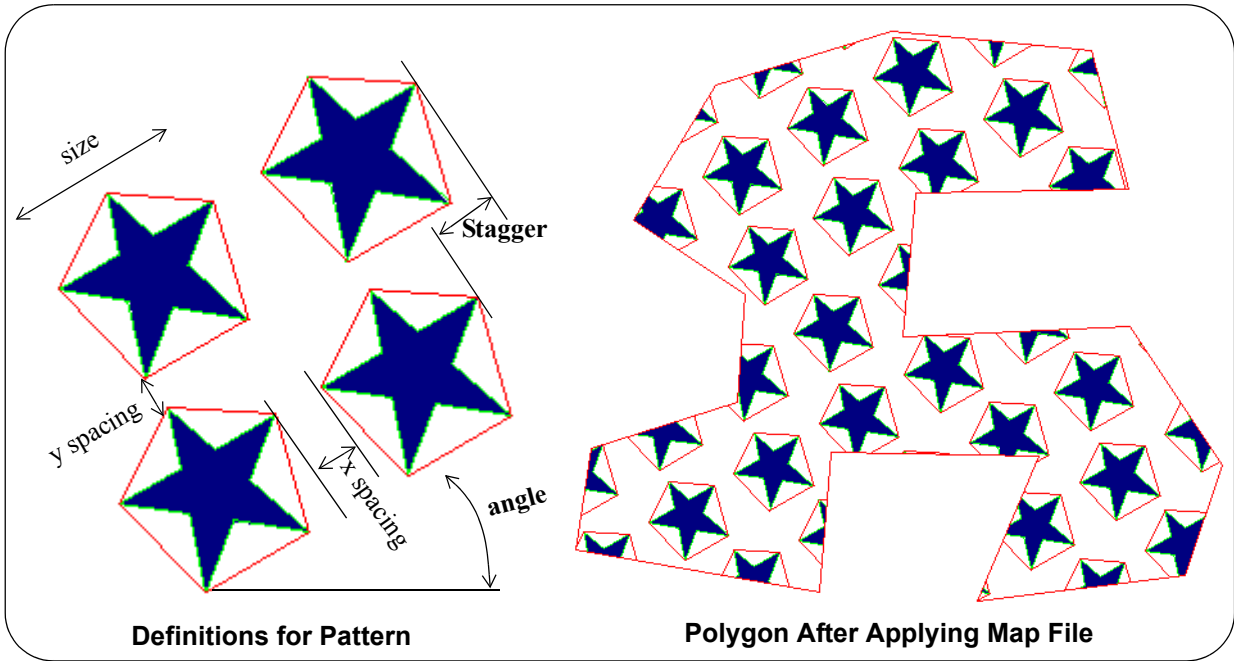 size
Stagger
y spacing
x spacing
angle
Definitions for Pattern
Polygon After Applying Map File